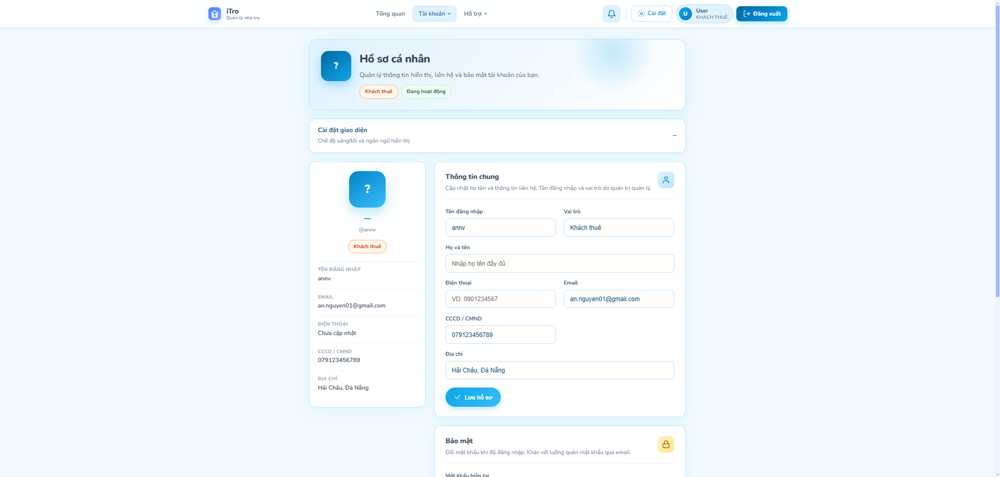 iTro
Quản lý nhà trọ
Tổng quan
Tài khoản
Hỗ trợ
Cài đặt
U
User
KHÁCH THUÊ
Đăng xuất
?
Hồ sơ cá nhân
Quản lý thông tin hiển thị, liên hệ và bảo mật tài khoản của bạn.
Khách thuê
Đang hoạt động
Cài đặt giao diện
Chế độ sáng/tối và ngôn ngữ hiển thị
→
?
—
@annv
Khách thuê
TÊN ĐĂNG NHẬP
annv
EMAIL
an.nguyen01@gmail.com
ĐIỆN THOẠI
Chưa cập nhật
CCCD / CMND
079123456789
ĐỊA CHỈ
Hải Châu, Đà Nẵng
Thông tin chung
Cập nhật họ tên và thông tin liên hệ. Tên đăng nhập và vai trò do quản trị quản lý.
Tên đăng nhập
Vai trò
annv
Khách thuê
Họ và tên
Nhập họ tên đầy đủ
Điện thoại
Email
VD: 0901234567
an.nguyen01@gmail.com
CCCD / CMND
079123456789
Địa chỉ
Hải Châu, Đà Nẵng
Lưu hồ sơ
Bảo mật
Đổi mật khẩu khi đã đăng nhập. Khác với luồng quên mật khẩu qua email.
Mật khẩu hiện tại